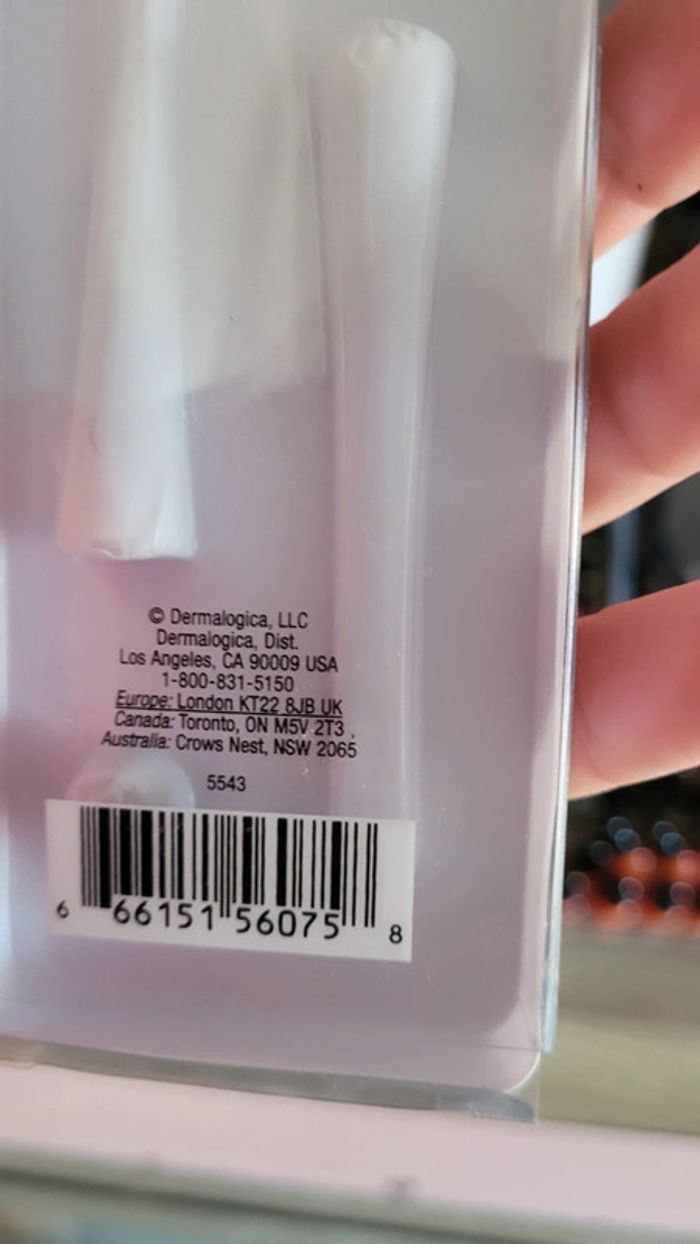 © Dermalogica, LLC
Dermalogica, Dist.
Los Angeles, CA 90009 USA
1-800-831-5150
Europe: London KT22 8JB UK
Canada: Toronto, ON M5V 2T3,
Australia: Crows Nest, NSW 2065
5543
6 66151 56075 8